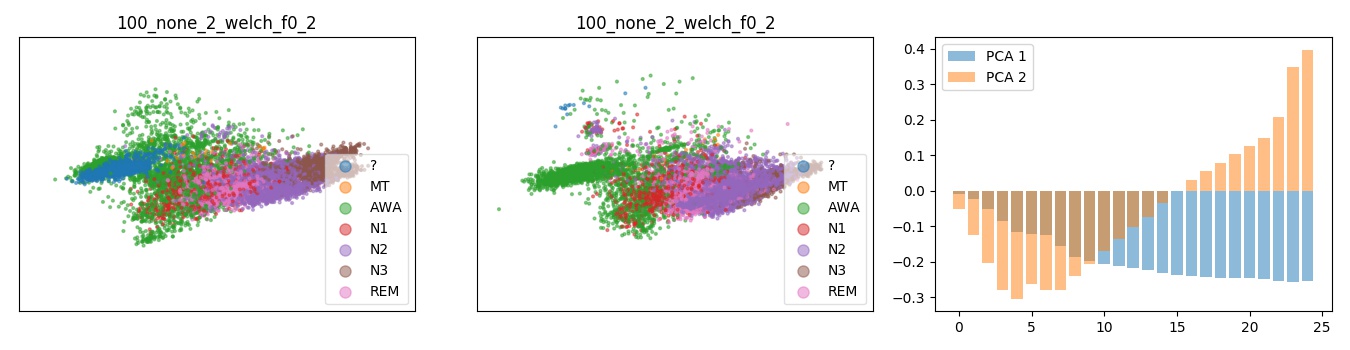 100_none_2_welch_f0_2
?
MT
AWA
N1
N2
N3
REM
100_none_2_welch_f0_2
?
MT
AWA
N1
N2
N3
REM
PCA 1
PCA 2
0.4
0.3
0.2
0.1
0.0
−0.1
−0.2
−0.3
0 5 10 15 20 25